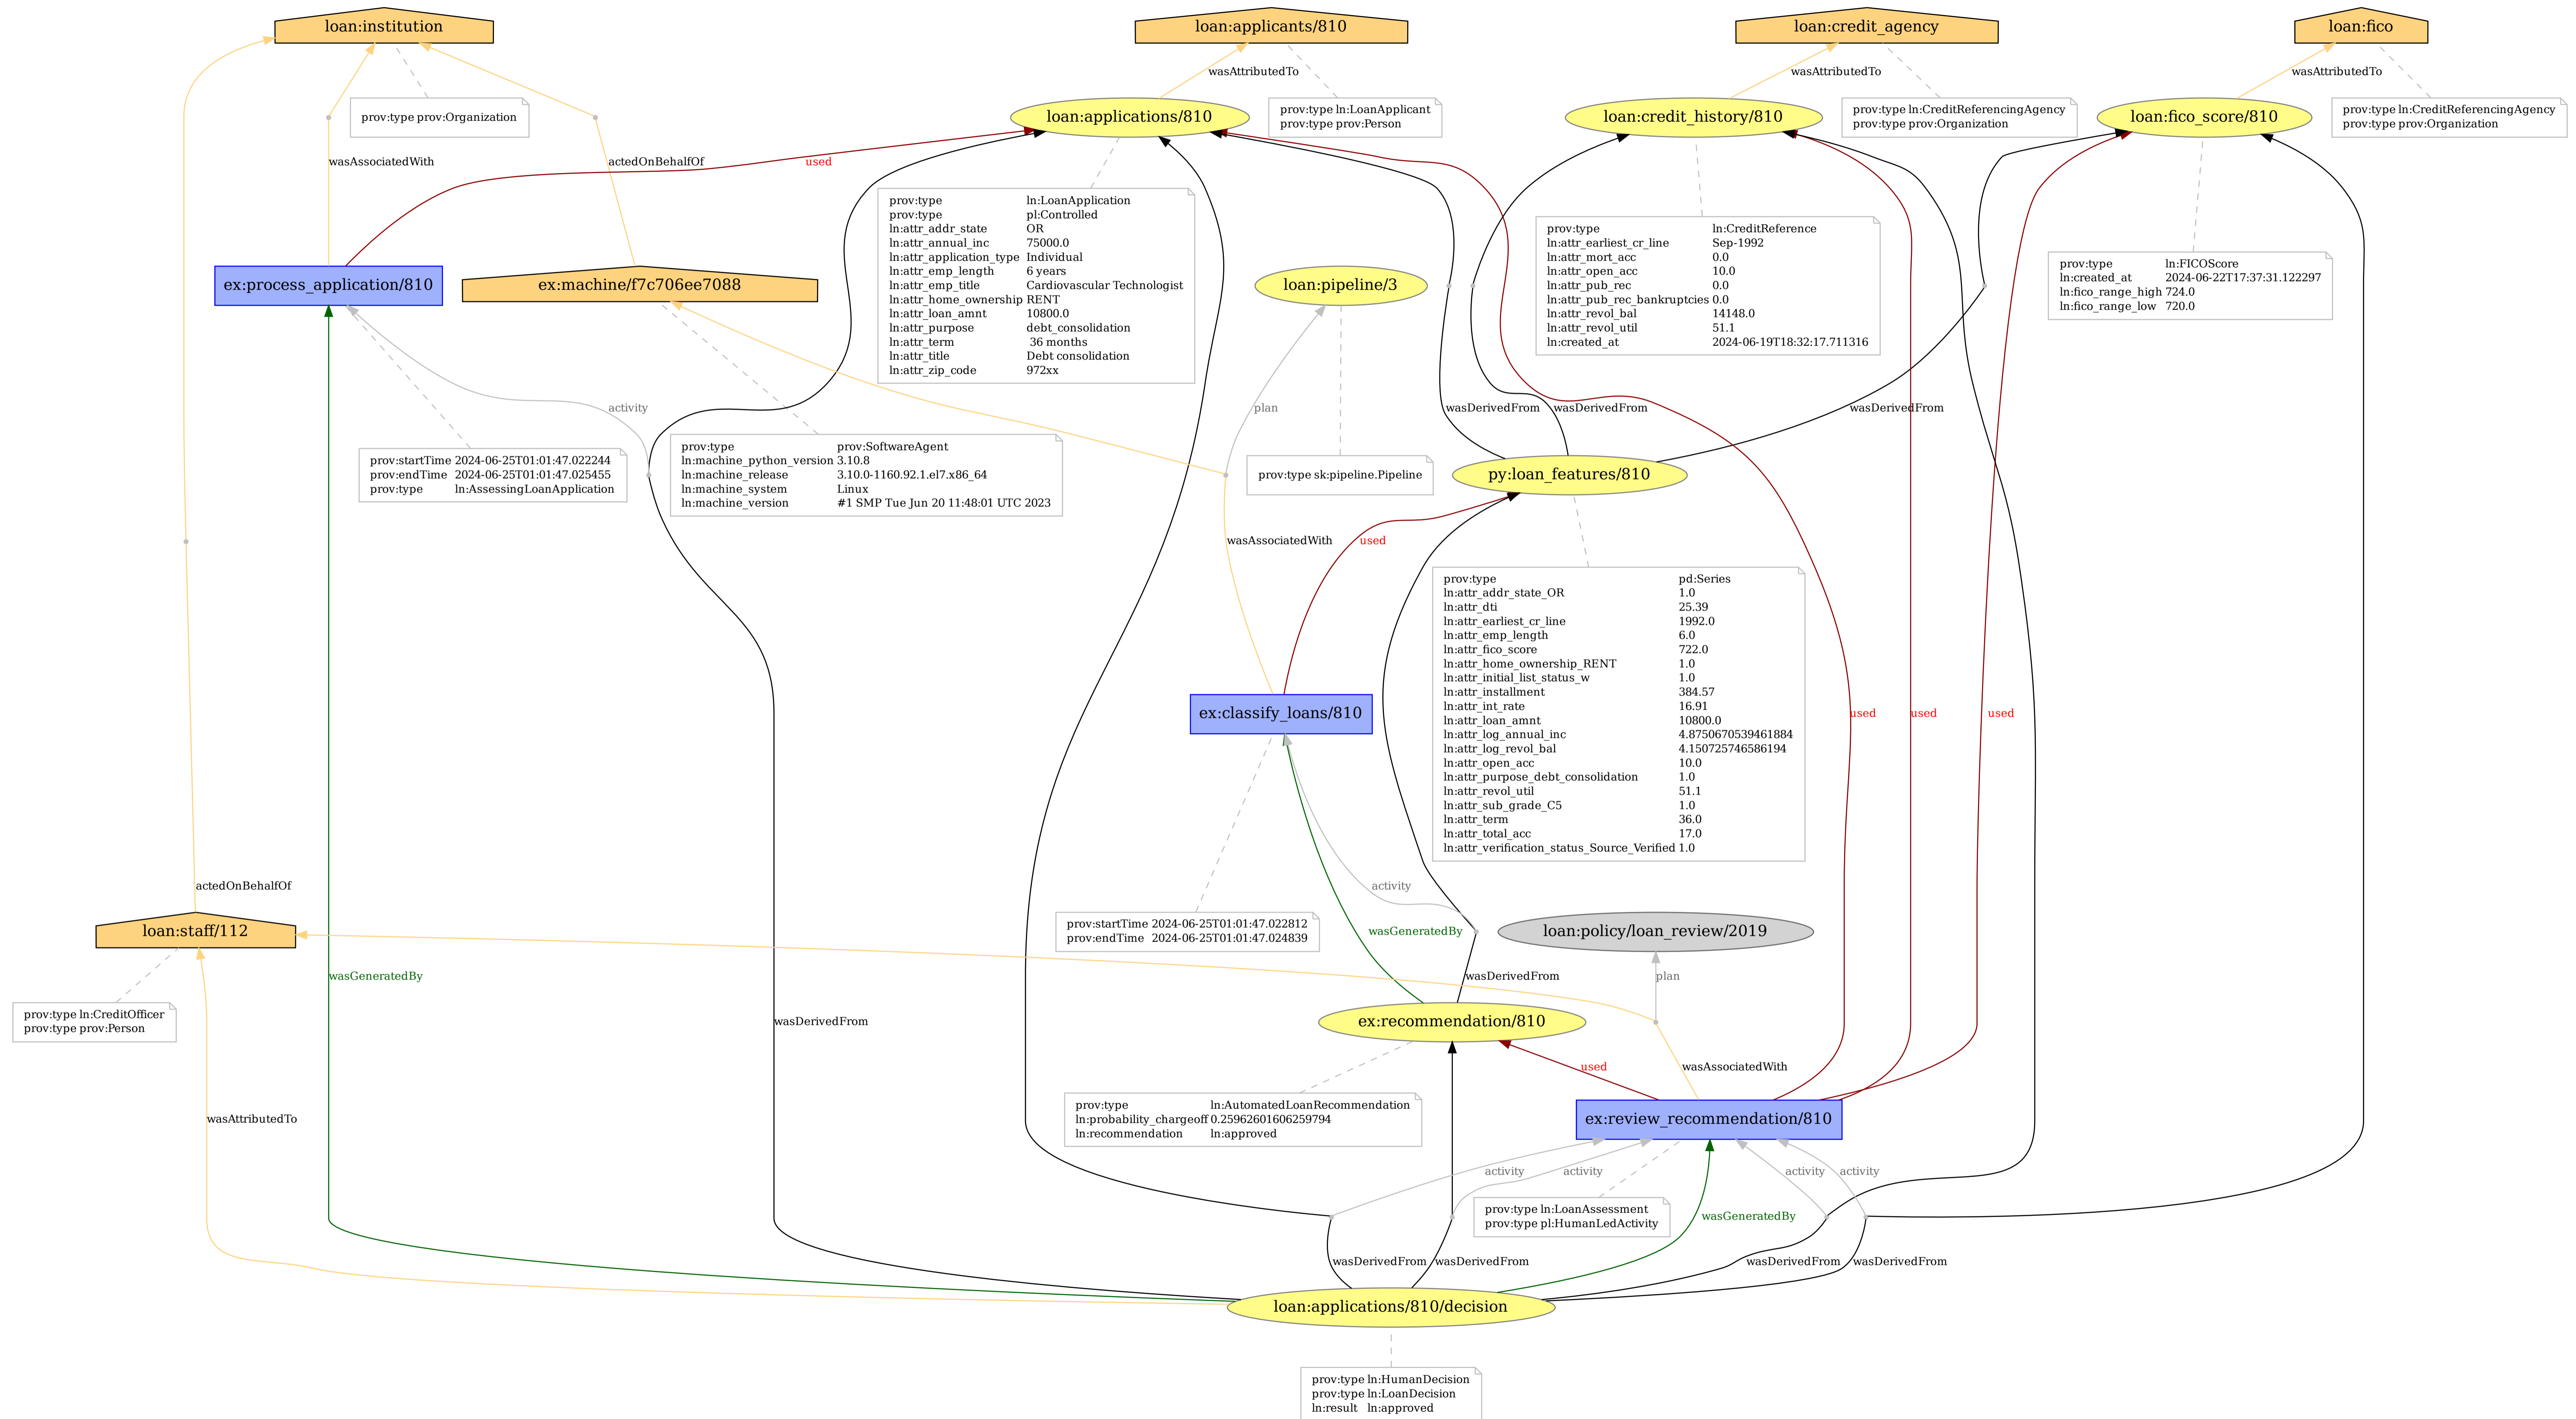 loan:institution
loan:applicants/810
loan:credit_agency
loan:fico
wasAttributedTo
wasAttributedTo
wasAttributedTo
prov:type prov:Organization
loan:applications/810
prov:type ln:LoanApplicant
prov:type prov:Person
loan:credit_history/810
prov:type ln:CreditReferencingAgency
prov:type prov:Organization
loan:fico_score/810
prov:type ln:CreditReferencingAgency
prov:type prov:Organization
wasAssociatedWith
actedOnBehalfOf
used
prov:type ln:LoanApplication
prov:type pl:Controlled
ln:attr_addr_state OR
ln:attr_annual_inc 75000.0
ln:attr_application_type Individual
ln:attr_emp_length 6 years
ln:attr_emp_title Cardiovascular Technologist
ln:attr_home_ownership RENT
ln:attr_loan_amnt 10800.0
ln:attr_purpose debt_consolidation
ln:attr_term 36 months
ln:attr_title Debt consolidation
ln:attr_zip_code 972xx
prov:type ln:CreditReference
ln:attr_earliest_cr_line Sep-1992
ln:attr_mort_acc 0.0
ln:attr_open_acc 10.0
ln:attr_pub_rec 0.0
ln:attr_pub_rec_bankruptcies 0.0
ln:attr_revol_bal 14148.0
ln:attr_revol_util 51.1
ln:created_at 2024-06-19T18:32:17.711316
prov:type ln:FICOScore
ln:created_at 2024-06-22T17:37:31.122297
ln:fico_range_high 724.0
ln:fico_range_low 720.0
ex:process_application/810
ex:machine/f7c706ee7088
loan:pipeline/3
activity
plan
wasDerivedFrom
wasDerivedFrom
wasDerivedFrom
prov:startTime 2024-06-25T01:01:47.022244
prov:endTime 2024-06-25T01:01:47.025455
prov:type ln:AssessingLoanApplication
prov:type prov:SoftwareAgent
ln:machine_python_version 3.10.8
ln:machine_release 3.10.0-1160.92.1.el7.x86_64
ln:machine_system Linux
ln:machine_version #1 SMP Tue Jun 20 11:48:01 UTC 2023
prov:type sk:pipeline.Pipeline
py:loan_features/810
wasAssociatedWith
used
prov:type pd:Series
ln:attr_addr_state_OR 1.0
ln:attr_dti 25.39
ln:attr_earliest_cr_line 1992.0
ln:attr_emp_length 6.0
ln:attr_fico_score 722.0
ln:attr_home_ownership_RENT 1.0
ln:attr_initial_list_status_w 1.0
ln:attr_installment 384.57
ln:attr_int_rate 16.91
ln:attr_loan_amnt 10800.0
ln:attr_log_annual_inc 4.8750670539461884
ln:attr_log_revol_bal 4.150725746586194
ln:attr_open_acc 10.0
ln:attr_purpose_debt_consolidation 1.0
ln:attr_revol_util 51.1
ln:attr_sub_grade_C5 1.0
ln:attr_term 36.0
ln:attr_total_acc 17.0
ln:attr_verification_status_Source_Verified 1.0
ex:classify_loans/810
used
used
used
actedOnBehalfOf
activity
loan:staff/112
prov:startTime 2024-06-25T01:01:47.022812
prov:endTime 2024-06-25T01:01:47.024839
wasGeneratedBy
loan:policy/loan_review/2019
wasGeneratedBy
wasDerivedFrom
plan
prov:type ln:CreditOfficer
prov:type prov:Person
wasDerivedFrom
ex:recommendation/810
used
wasAssociatedWith
wasAttributedTo
prov:type ln:AutomatedLoanRecommendation
ln:probability_chargeoff 0.25962601606259794
ln:recommendation ln:approved
ex:review_recommendation/810
activity
activity
activity
activity
prov:type ln:LoanAssessment
prov:type pl:HumanLedActivity
wasGeneratedBy
wasDerivedFrom
wasDerivedFrom
wasDerivedFrom
wasDerivedFrom
loan:applications/810/decision
prov:type ln:HumanDecision
prov:type ln:LoanDecision
ln:result ln:approved